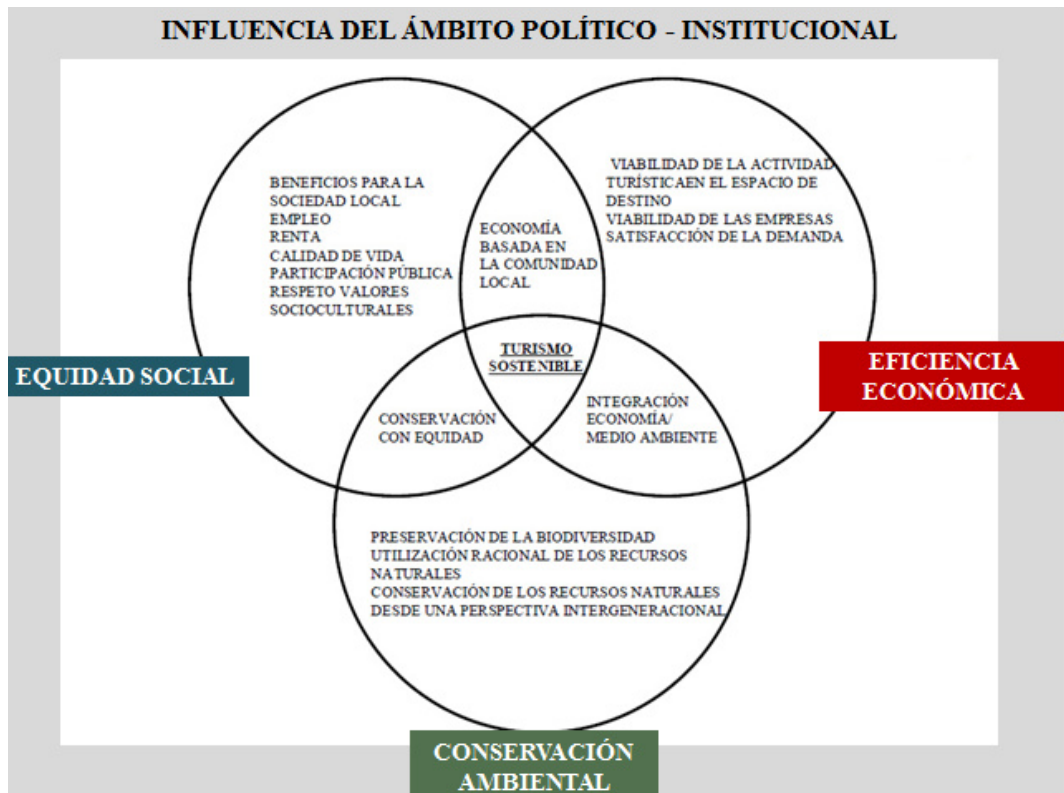 INFLUENCIA DEL ÁMBITO POLÍTICO - INSTITUCIONAL
BENEFICIOS PARA LA
SOCIEDAD LOCAL
EMPLEO
RENTA
CALIDAD DE VIDA
PARTICIPACIÓN PÚBLICA
RESPETO VALORES
SOCIOCULTURALES
ECONOMÍA
BASADA EN
LA COMUNIDAD
LOCAL
VIABILIDAD DE LA ACTIVIDAD
TURÍSTICAEN EL ESPACIO DE
DESTINO
VIABILIDAD DE LAS EMPRESAS
SATISFACCIÓN DE LA DEMANDA
EQUIDAD SOCIAL
TURISMO
SOSTENIBLE
EFICIENCIA
ECONÓMICA
CONSERVACIÓN
CON EQUIDAD
INTEGRACIÓN
ECONOMÍA/
MEDIO AMBIENTE
PRESERVACIÓN DE LA BIODIVERSIDAD
UTILIZACIÓN RACIONAL DE LOS RECURSOS
NATURALES
CONSERVACIÓN DE LOS RECURSOS NATURALES
DESDE UNA PERSPECTIVA INTERGENERACIONAL
CONSERVACIÓN
AMBIENTAL